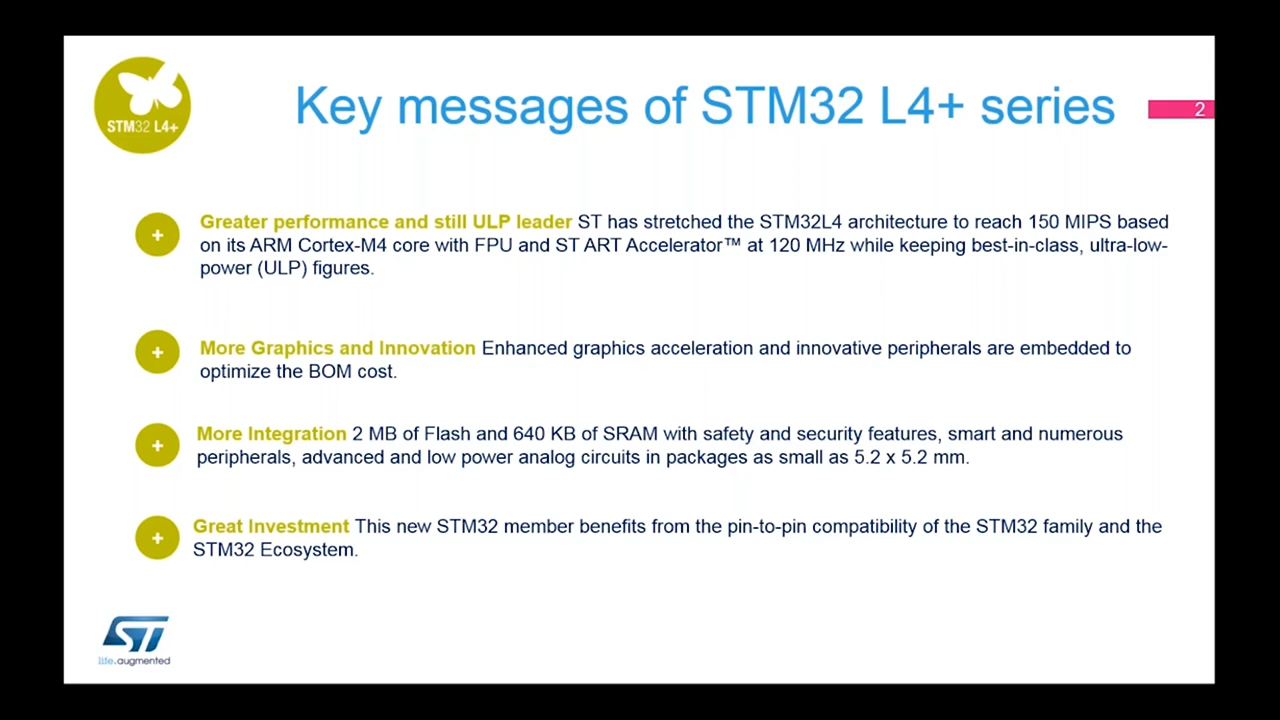 STM32 L4+
Key messages of STM32 L4+ series
2
Greater performance and still ULP leader ST has stretched the STM32L4 architecture to reach 150 MIPS based
on its ARM Cortex-M4 core with FPU and ST ART Accelerator™ at 120 MHz while keeping best-in-class, ultra-low-
power (ULP) figures.
More Graphics and Innovation Enhanced graphics acceleration and innovative peripherals are embedded to
optimize the BOM cost.
More Integration 2 MB of Flash and 640 KB of SRAM with safety and security features, smart and numerous
peripherals, advanced and low power analog circuits in packages as small as 5.2 x 5.2 mm.
Great Investment This new STM32 member benefits from the pin-to-pin compatibility of the STM32 family and the
STM32 Ecosystem.
ST
life.augmented